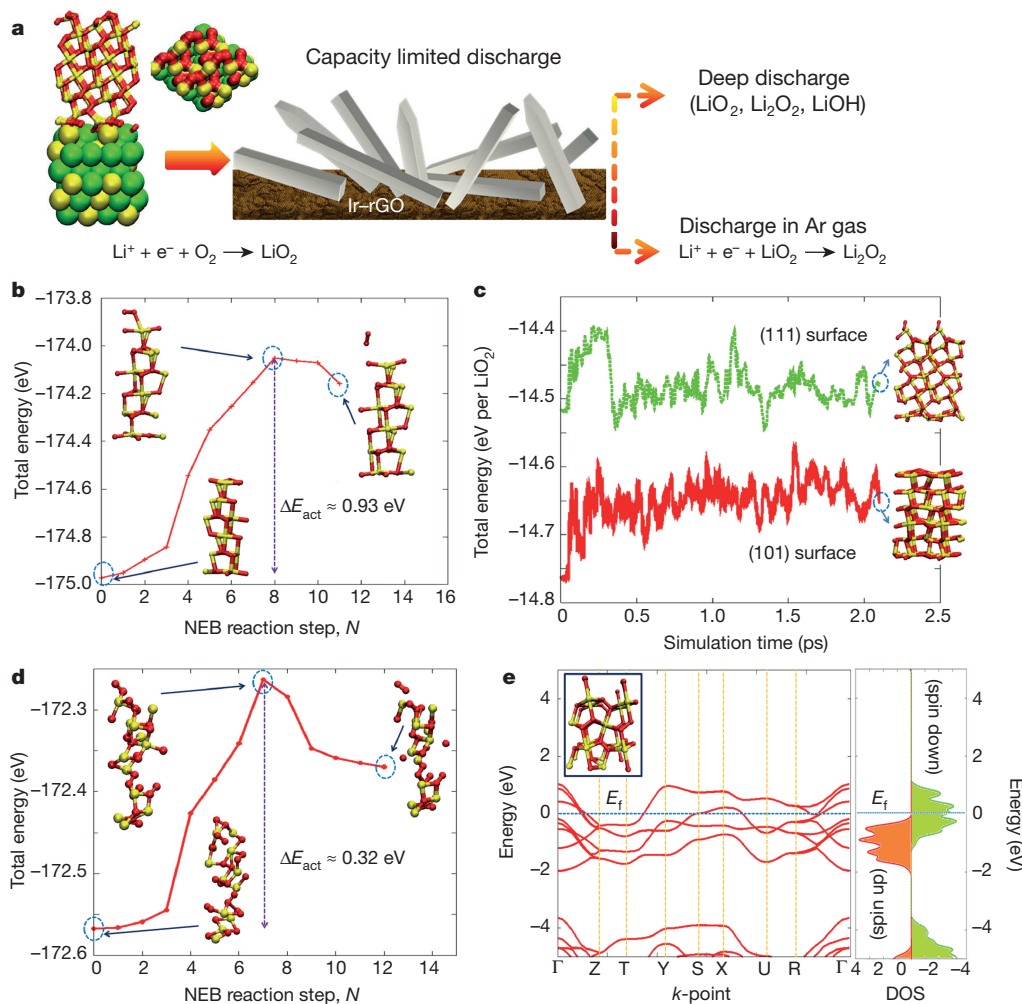 a
Capacity limited discharge
Deep discharge
(LiO₂, Li₂O₂, LiOH)
Ir–rGO
Discharge in Ar gas
Li⁺ + e⁻ + O₂ → LiO₂
Li⁺ + e⁻ + LiO₂ → Li₂O₂
b
Total energy (eV)
−173.8
−174.0
−174.2
−174.4
−174.6
−174.8
−175.0
ΔE_act ≈ 0.93 eV
0 2 4 6 8 10 12 14 16
NEB reaction step, N
c
Total energy (eV per LiO₂)
−14.4
−14.5
−14.6
−14.7
−14.8
(111) surface
(101) surface
0 0.5 1.0 1.5 2.0 2.5
Simulation time (ps)
d
Total energy (eV)
−172.3
−172.4
−172.5
−172.6
ΔE_act ≈ 0.32 eV
0 2 4 6 8 10 12 14
NEB reaction step, N
e
Energy (eV)
4
2
0
−2
−4
E_f
Γ Z T Y S X U R Γ
k-point
E_f
(spin down)
(spin up)
4 2 0 −2 −4
DOS
4
2
0
−2
−4
Energy (eV)